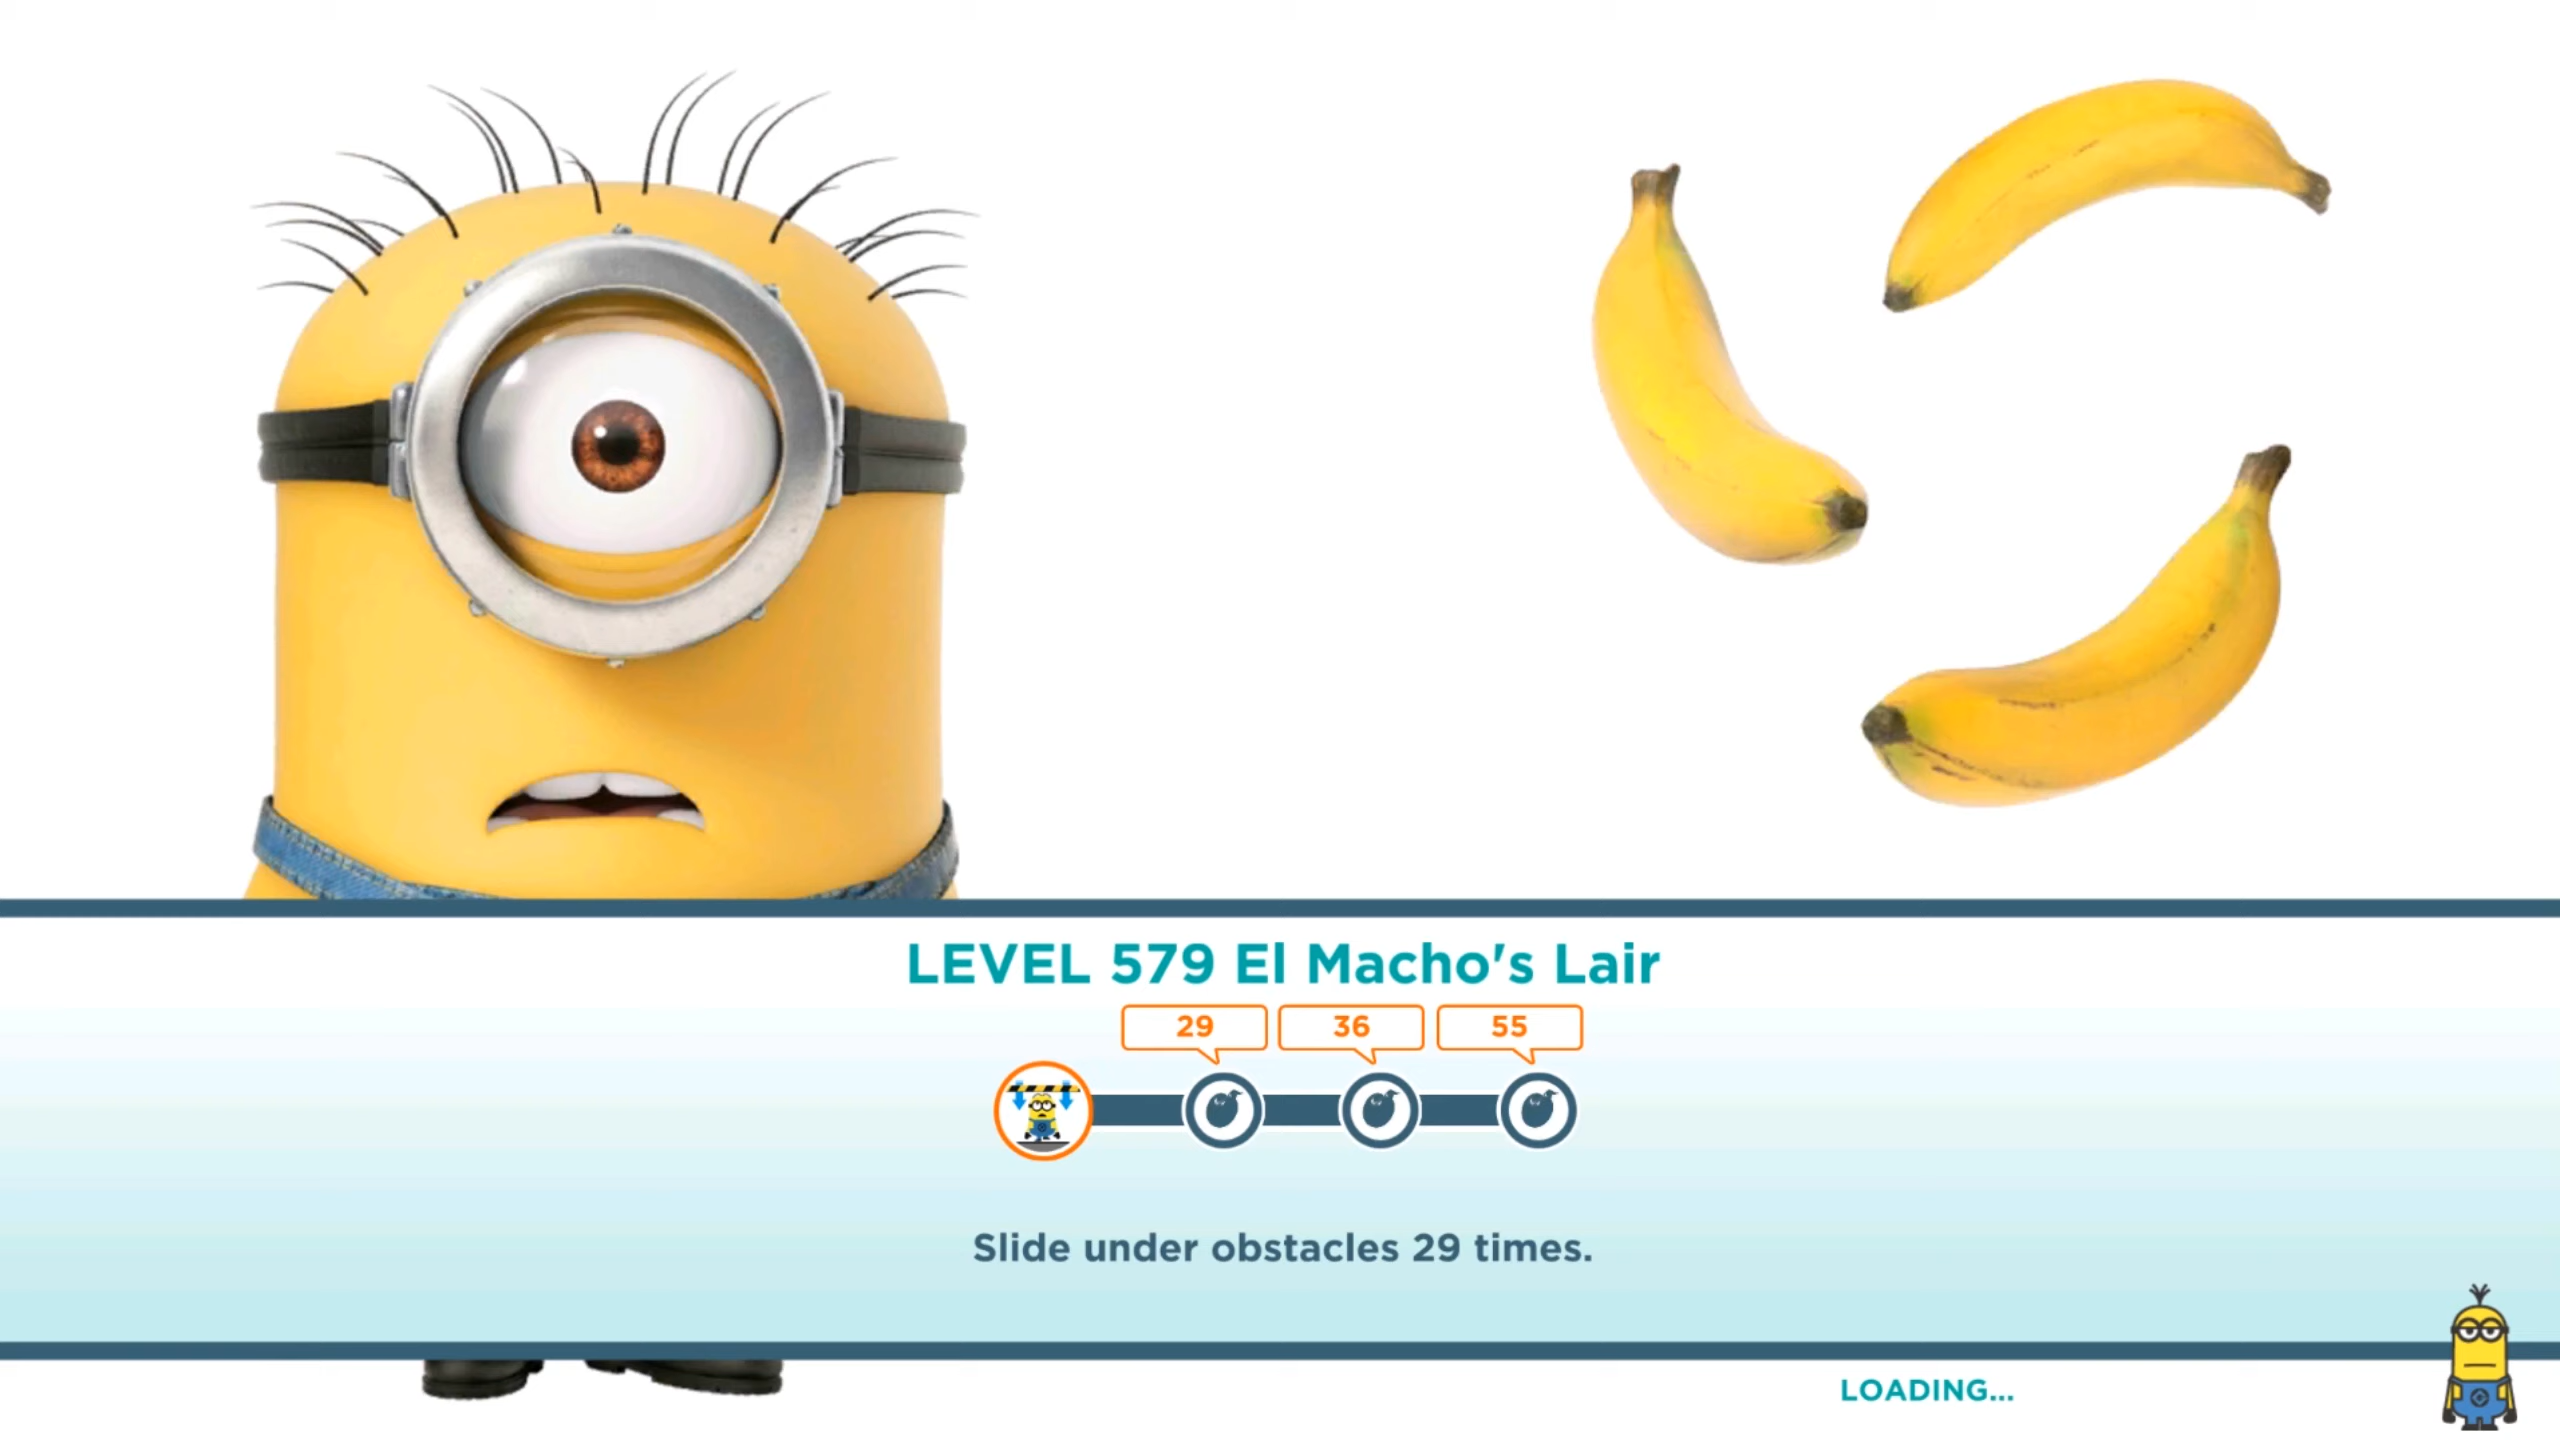 LEVEL 579 El Macho's Lair
29 36 55
Slide under obstacles 29 times.
LOADING...